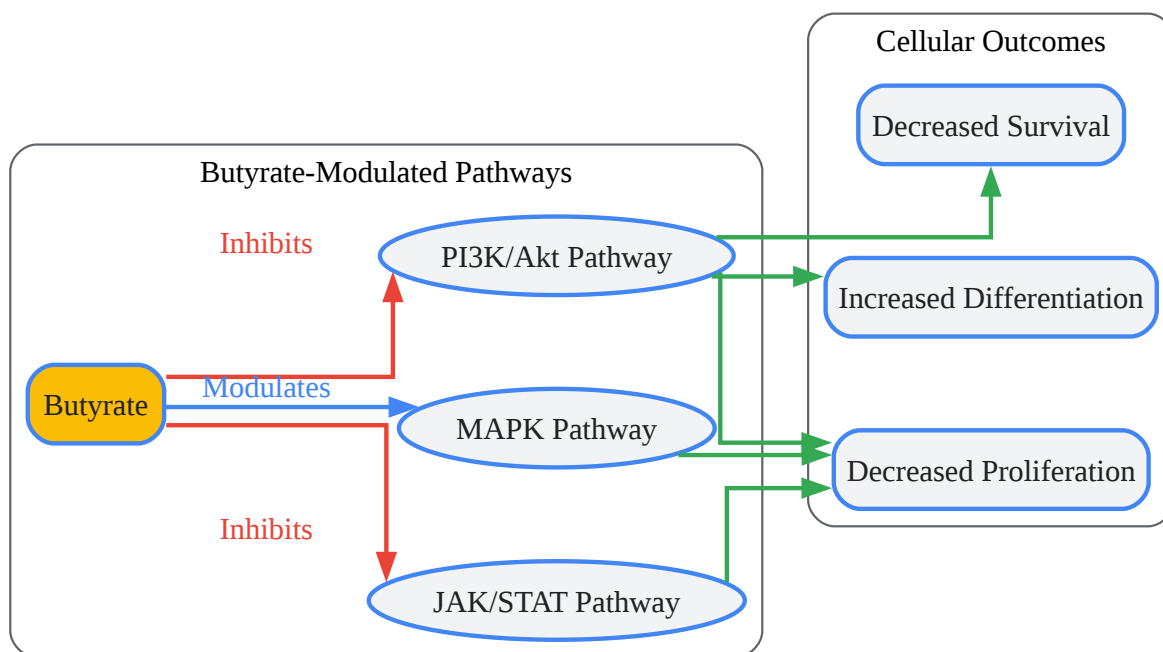 Cellular Outcomes
Decreased Survival
Butyrate-Modulated Pathways
Inhibits
PI3K/Akt Pathway
Increased Differentiation
Modulates
Butyrate
MAPK Pathway
Decreased Proliferation
Inhibits
JAK/STAT Pathway